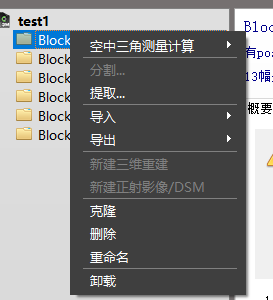 test1
Block
Block
Block
Block
Block
Block
空中三角测量计算
分割...
提取...
导入
导出
新建三维重建
新建正射影像/DSM
克隆
删除
重命名
卸载
Bloc
有pos
13幅
概要